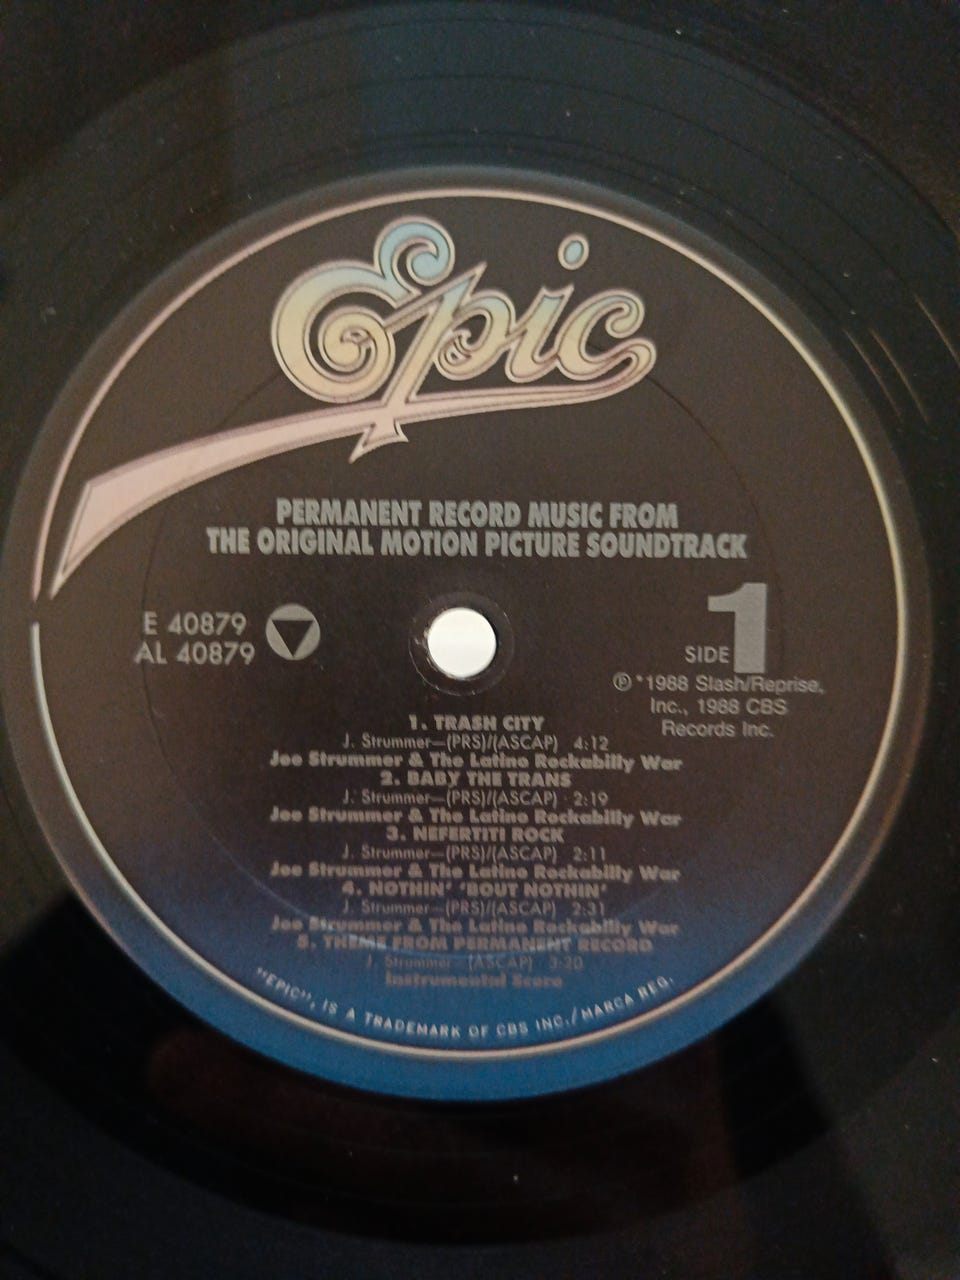 Epic
PERMANENT RECORD MUSIC FROM
THE ORIGINAL MOTION PICTURE SOUNDTRACK
E 40879
AL 40879
SIDE 1
℗ *1988 Slash/Reprise,
Inc., 1988 CBS
Records Inc.
1. TRASH CITY
J. Strummer—(PRS)/(ASCAP) 4:12
Joe Strummer & The Latino Rockabilly War
2. BABY THE TRANS
J. Strummer—(PRS)/(ASCAP) 2:19
Joe Strummer & The Latino Rockabilly War
3. NEFERTITI ROCK
J. Strummer—(PRS)/(ASCAP) 2:11
Joe Strummer & The Latino Rockabilly War
4. NOTHIN' 'BOUT NOTHIN'
J. Strummer—(PRS)/(ASCAP) 2:31
Joe Strummer & The Latino Rockabilly War
5. THEME FROM PERMANENT RECORD
J. Strummer—(ASCAP) 3:20
Instrumental Score
"EPIC", IS A TRADEMARK OF CBS INC./MARCA REG.